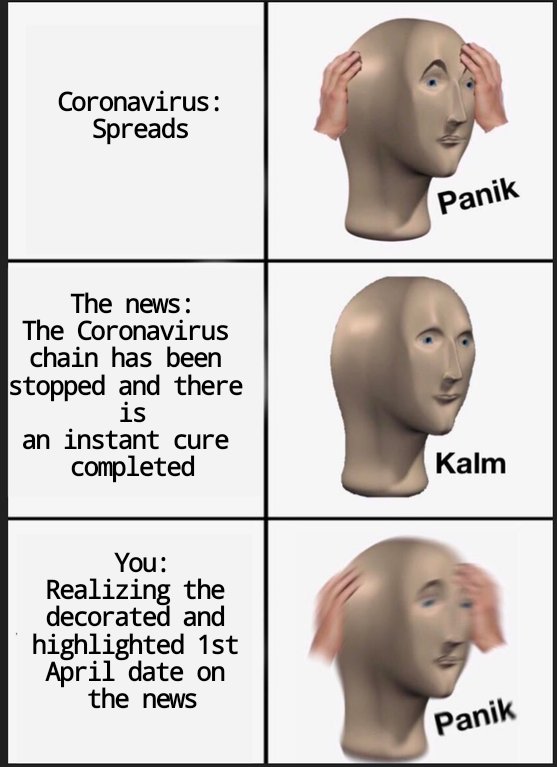 Coronavirus:
Spreads
Panik
The news:
The Coronavirus
chain has been
stopped and there
is
an instant cure
completed
Kalm
You:
Realizing the
decorated and
highlighted 1st
April date on
the news
Panik